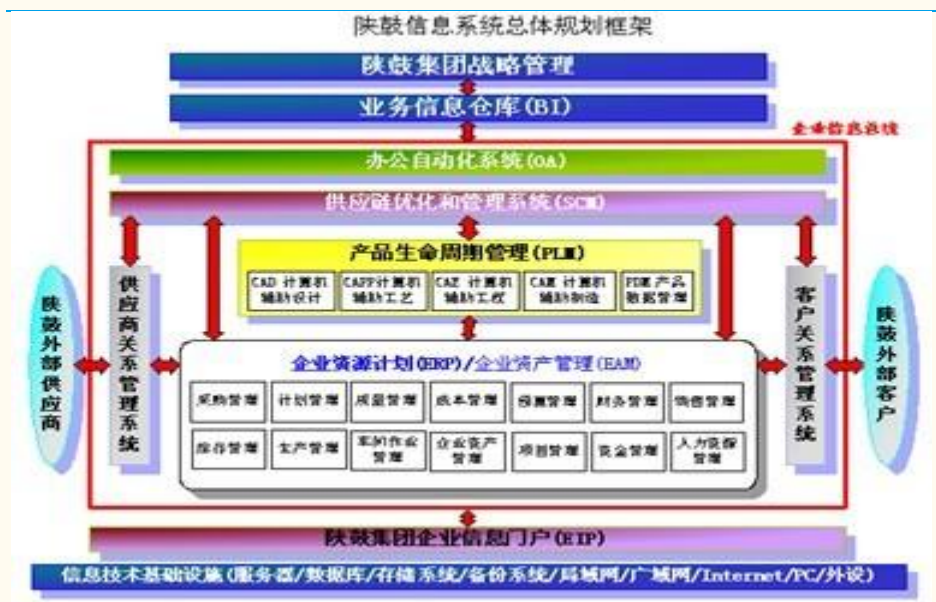 陕鼓信息系统总体规划框架
陕鼓集团战略管理
业务信息仓库(BI)
企业信息总线
办公自动化系统(OA)
供应链优化和管理系统(SCM)
产品生命周期管理(PLM)
CAD 计算机
辅助设计
CAPP计算机
辅助工艺
CAE 计算机
辅助工程
CAM 计算机
辅助制造
PDM 产品
数据管理
陕鼓外部供应商
供应商关系管理系统
客户关系管理系统
陕鼓外部客户
企业资源计划(ERP)/企业资产管理(EAM)
采购管理
计划管理
质量管理
成本管理
预算管理
财务管理
销售管理
库存管理
生产管理
车间作业
管理
企业资产
管理
项目管理
资金管理
人力资源
管理
陕鼓集团企业信息门户(EIP)
信息技术基础设施(服务器/数据库/存储系统/备份系统/局域网/广域网/Internet/PC/外设)